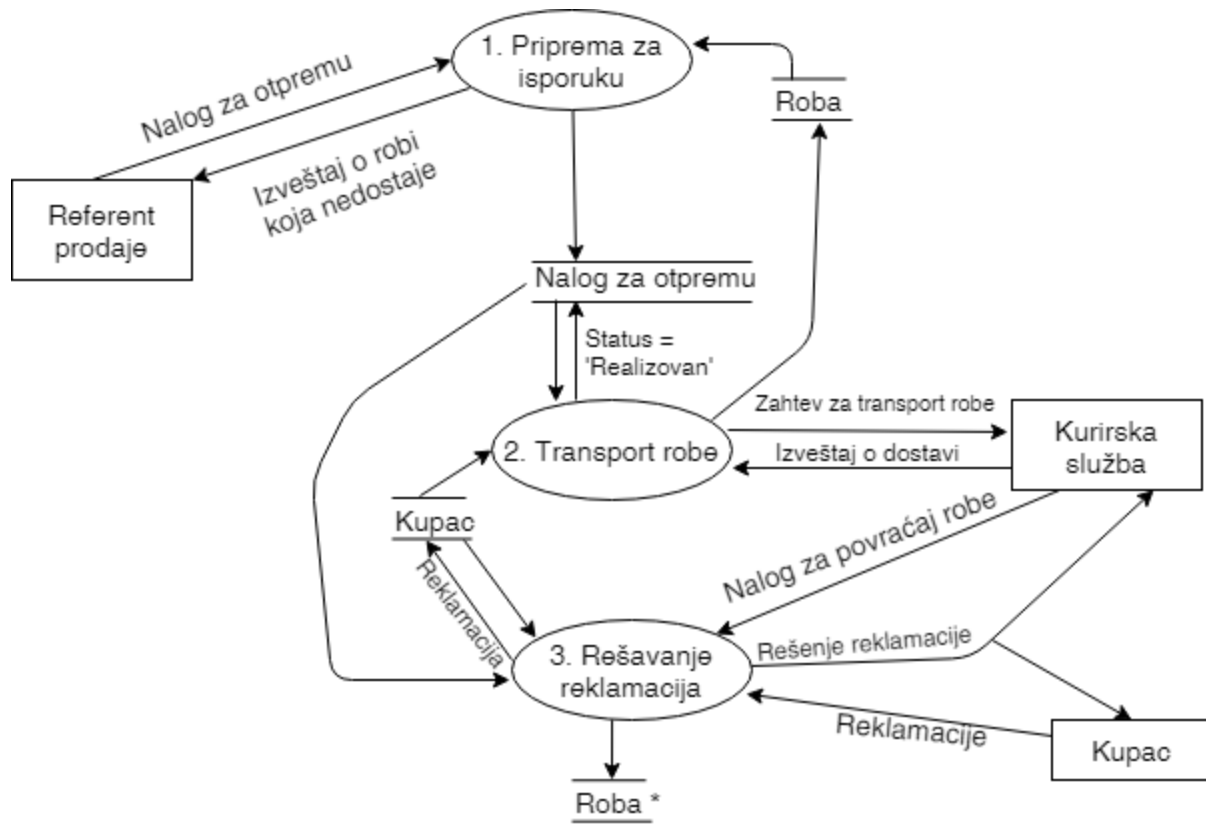 1. Priprema za
isporuku
Roba
Nalog za otpremu
Izveštaj o robi
koja nedostaje
Referent
prodaje
Nalog za otpremu
Status =
'Realizovan'
Zahtev za transport robe
Kurirska
služba
2. Transport robe
Izveštaj o dostavi
Kupac
Nalog za povraćaj robe
Reklamacija
3. Rešavanje
reklamacija
Rešenje reklamacije
Reklamacije
Kupac
Roba *